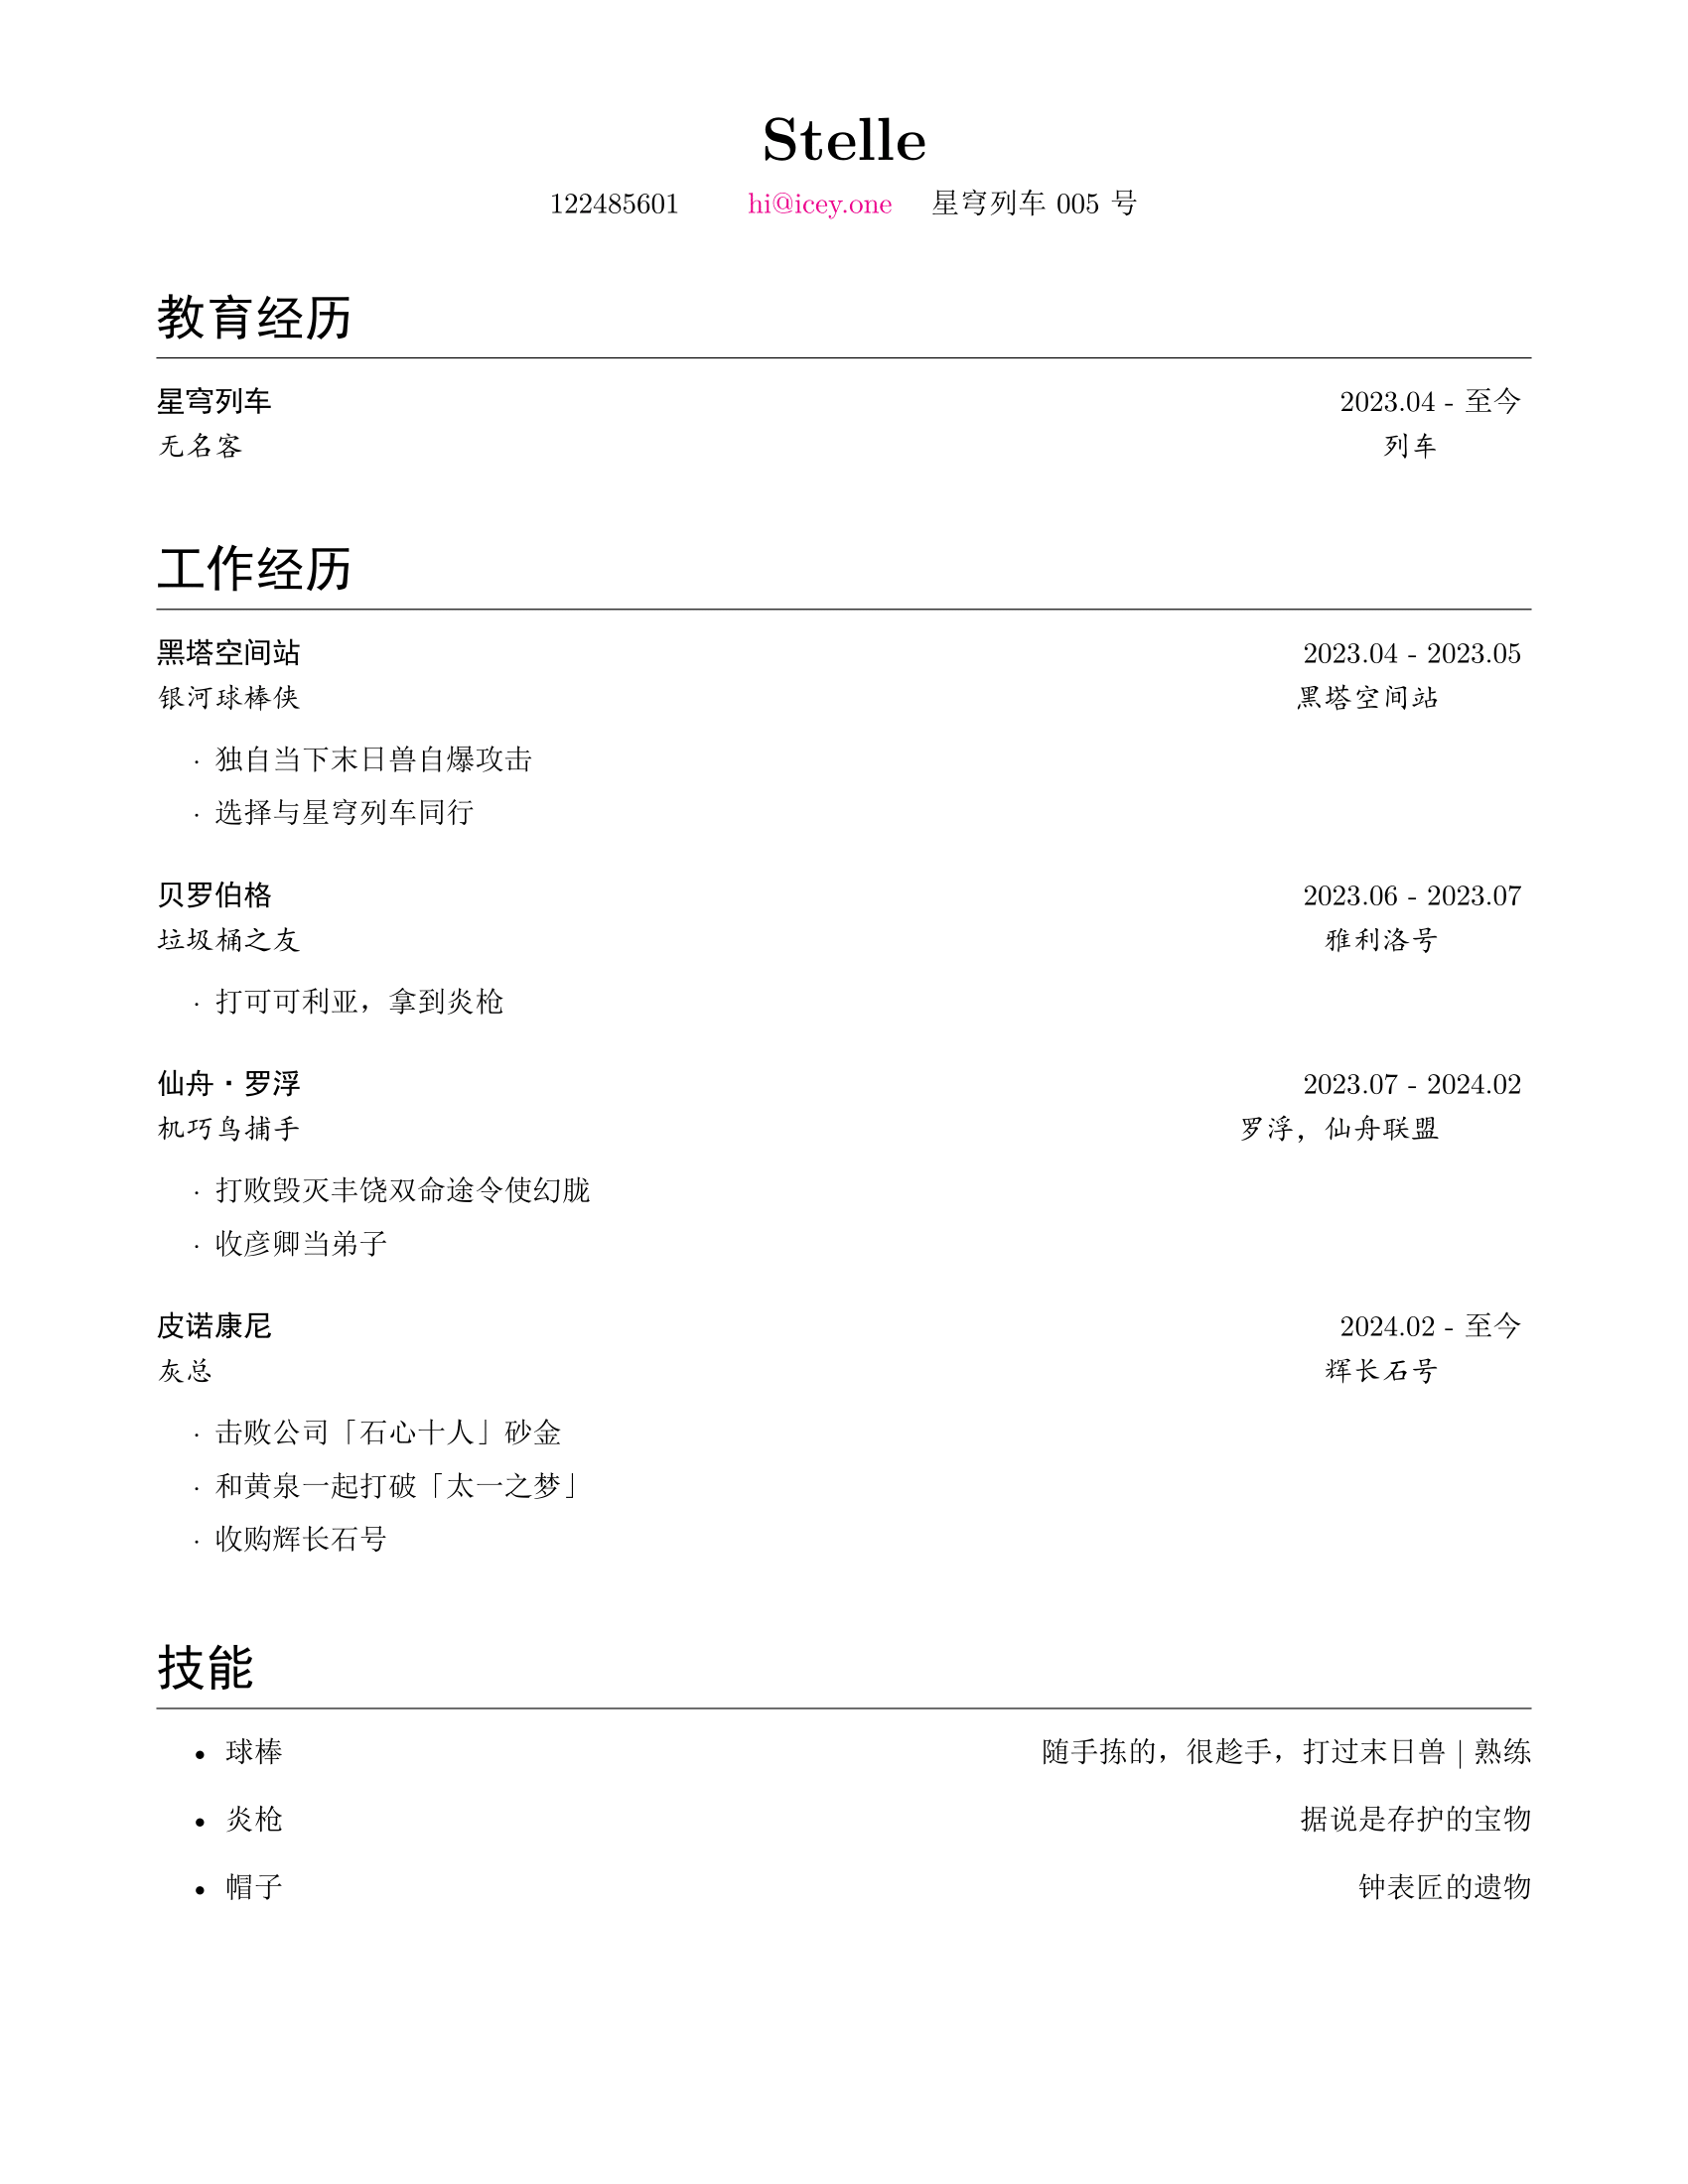 Stelle
122485601 hi@icey.one 星穹列车 005 号
教育经历
星穹列车 2023.04 - 至今
无名客 列车
工作经历
黑塔空间站 2023.04 - 2023.05
银河球棒侠 黑塔空间站
· 独自当下末日兽自爆攻击
· 选择与星穹列车同行
贝罗伯格 2023.06 - 2023.07
垃圾桶之友 雅利洛号
· 打可可利亚，拿到炎枪
仙舟·罗浮 2023.07 - 2024.02
机巧鸟捕手 罗浮，仙舟联盟
· 打败毁灭丰饶双命途令使幻胧
· 收彦卿当弟子
皮诺康尼 2024.02 - 至今
灰总 辉长石号
· 击败公司「石心十人」砂金
· 和黄泉一起打破「太一之梦」
· 收购辉长石号
技能
• 球棒 随手拣的，很趁手，打过末日兽 | 熟练
• 炎枪 据说是存护的宝物
• 帽子 钟表匠的遗物